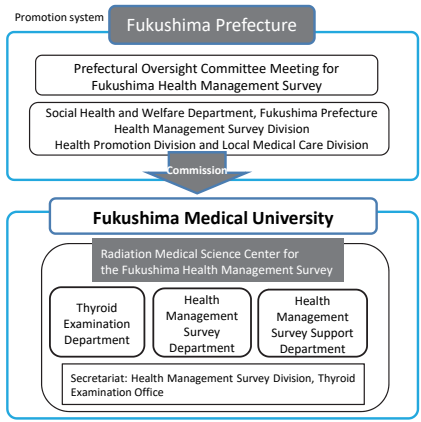 Promotion system
Fukushima Prefecture
Prefectural Oversight Committee Meeting for
Fukushima Health Management Survey
Social Health and Welfare Department, Fukushima Prefecture
Health Management Survey Division
Health Promotion Division and Local Medical Care Division
Commission
Fukushima Medical University
Radiation Medical Science Center for
the Fukushima Health Management Survey
Thyroid
Examination
Department
Health
Management
Survey
Department
Health
Management
Survey Support
Department
Secretariat: Health Management Survey Division, Thyroid
Examination Office